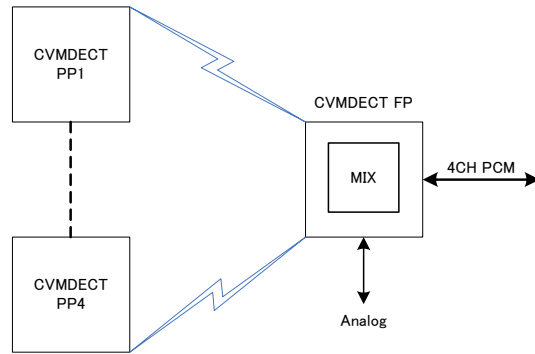 CVMDECT
PP1
CVMDECT FP
MIX
4CH PCM
CVMDECT
PP4
Analog